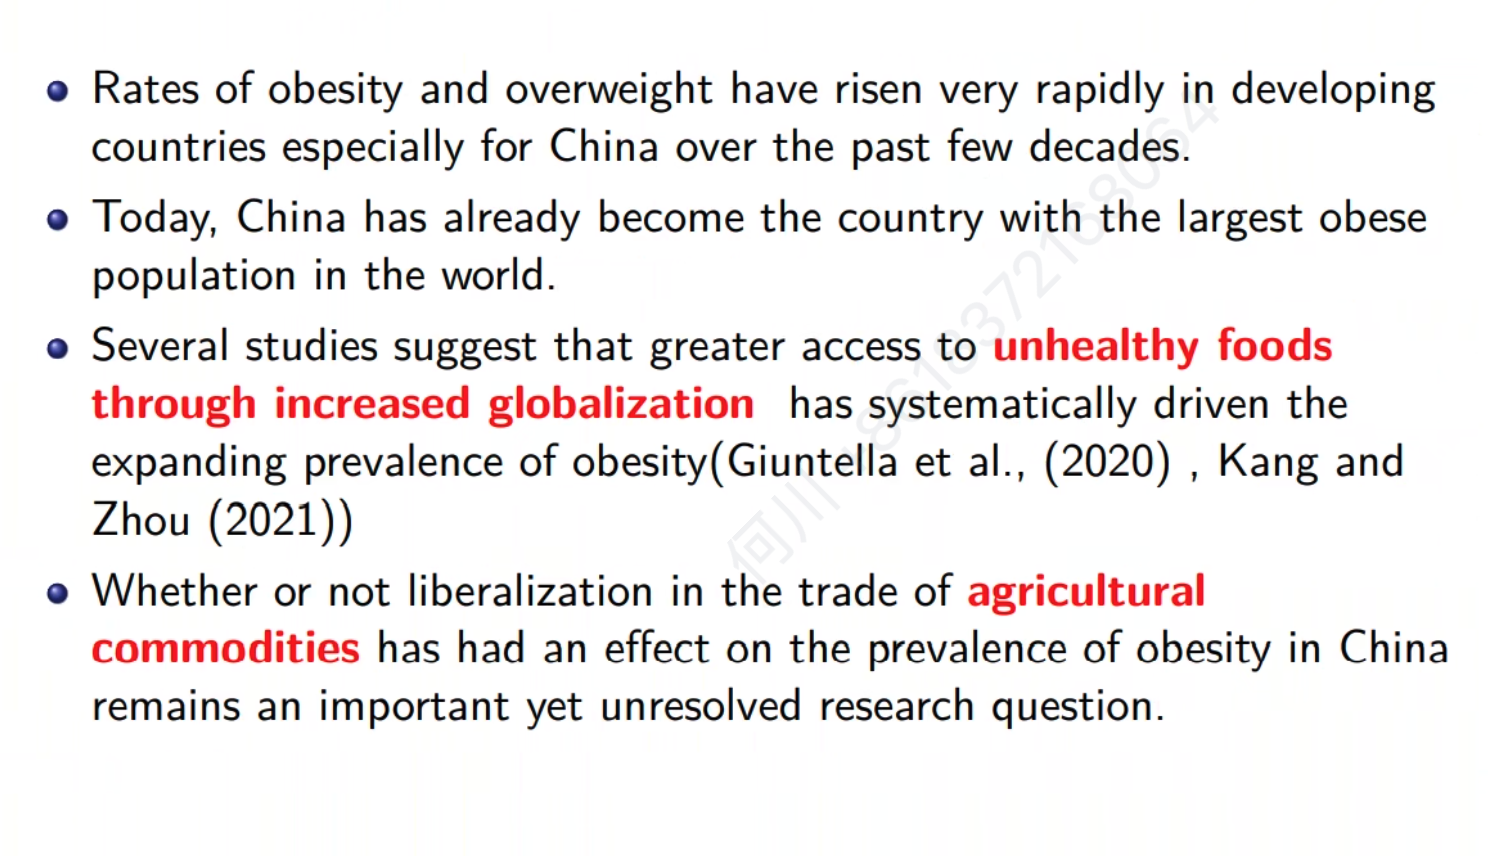 Rates of obesity and overweight have risen very rapidly in developing
countries especially for China over the past few decades.
Today, China has already become the country with the largest obese
population in the world.
Several studies suggest that greater access to unhealthy foods
through increased globalization has systematically driven the
expanding prevalence of obesity(Giuntella et al., (2020) , Kang and
Zhou (2021))
Whether or not liberalization in the trade of agricultural
commodities has had an effect on the prevalence of obesity in China
remains an important yet unresolved research question.
何川